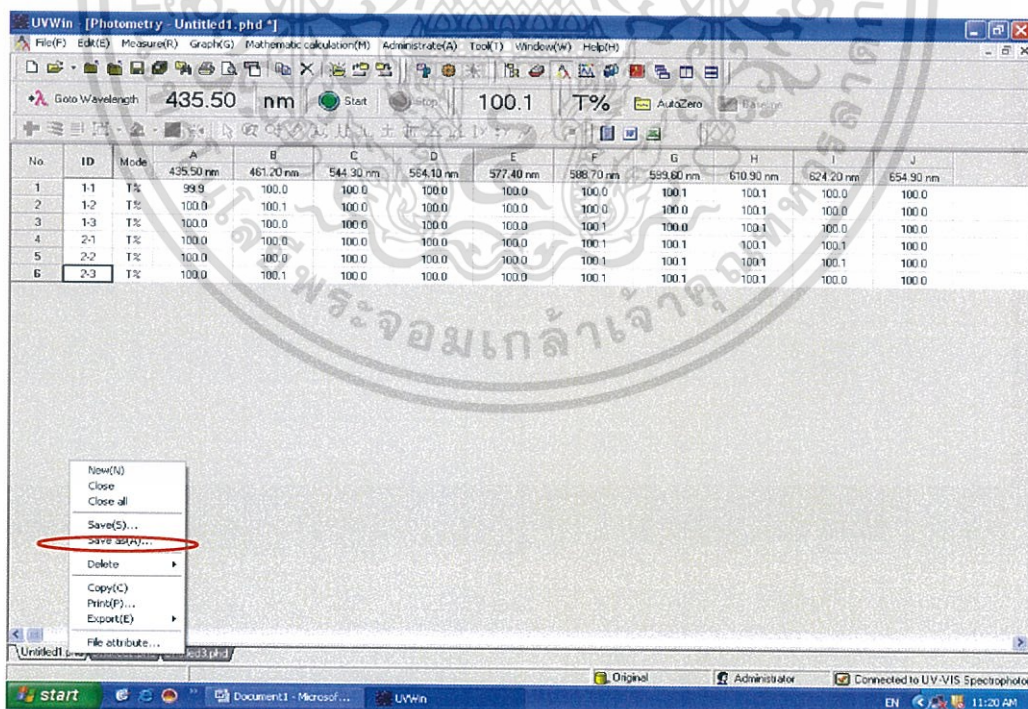 UVWin - [Photometry - Untitled1.phd *]
File(F) Edit(E) Measure(R) Graph(G) Mathematic calculation(M) Administrate(A) Tool(T) Window(W) Help(H)
Goto Wavelength 435.50 nm Start Stop 100.1 T% AutoZero Baseline
No. ID Mode A B C D E F G H I J
435.50 nm 461.20 nm 544.30 nm 564.10 nm 577.40 nm 588.70 nm 599.60 nm 610.90 nm 624.20 nm 654.90 nm
1 1-1 T% 99.9 100.0 100.0 100.0 100.0 100.0 100.1 100.1 100.0 100.0
2 1-2 T% 100.0 100.1 100.0 100.0 100.0 100.0 100.0 100.1 100.0 100.0
3 1-3 T% 100.0 100.0 100.0 100.0 100.0 100.1 100.0 100.1 100.0 100.0
4 2-1 T% 100.0 100.0 100.0 100.0 100.0 100.1 100.1 100.1 100.1 100.0
5 2-2 T% 100.0 100.0 100.0 100.0 100.0 100.1 100.1 100.1 100.1 100.0
6 2-3 T% 100.0 100.1 100.0 100.0 100.0 100.1 100.1 100.1 100.0 100.0
พระจอมเกล้าเจ้าคุณทหารลาด
New(N)
Close
Close all
Save(S)...
Save as(A)...
Delete
Copy(C)
Print(P)...
Export(E)
File attribute...
Untitled1
Original Administrator Connected to UV-VIS Spectrophoto
start Document1 - Microsof... UVWin EN 11:20 AM